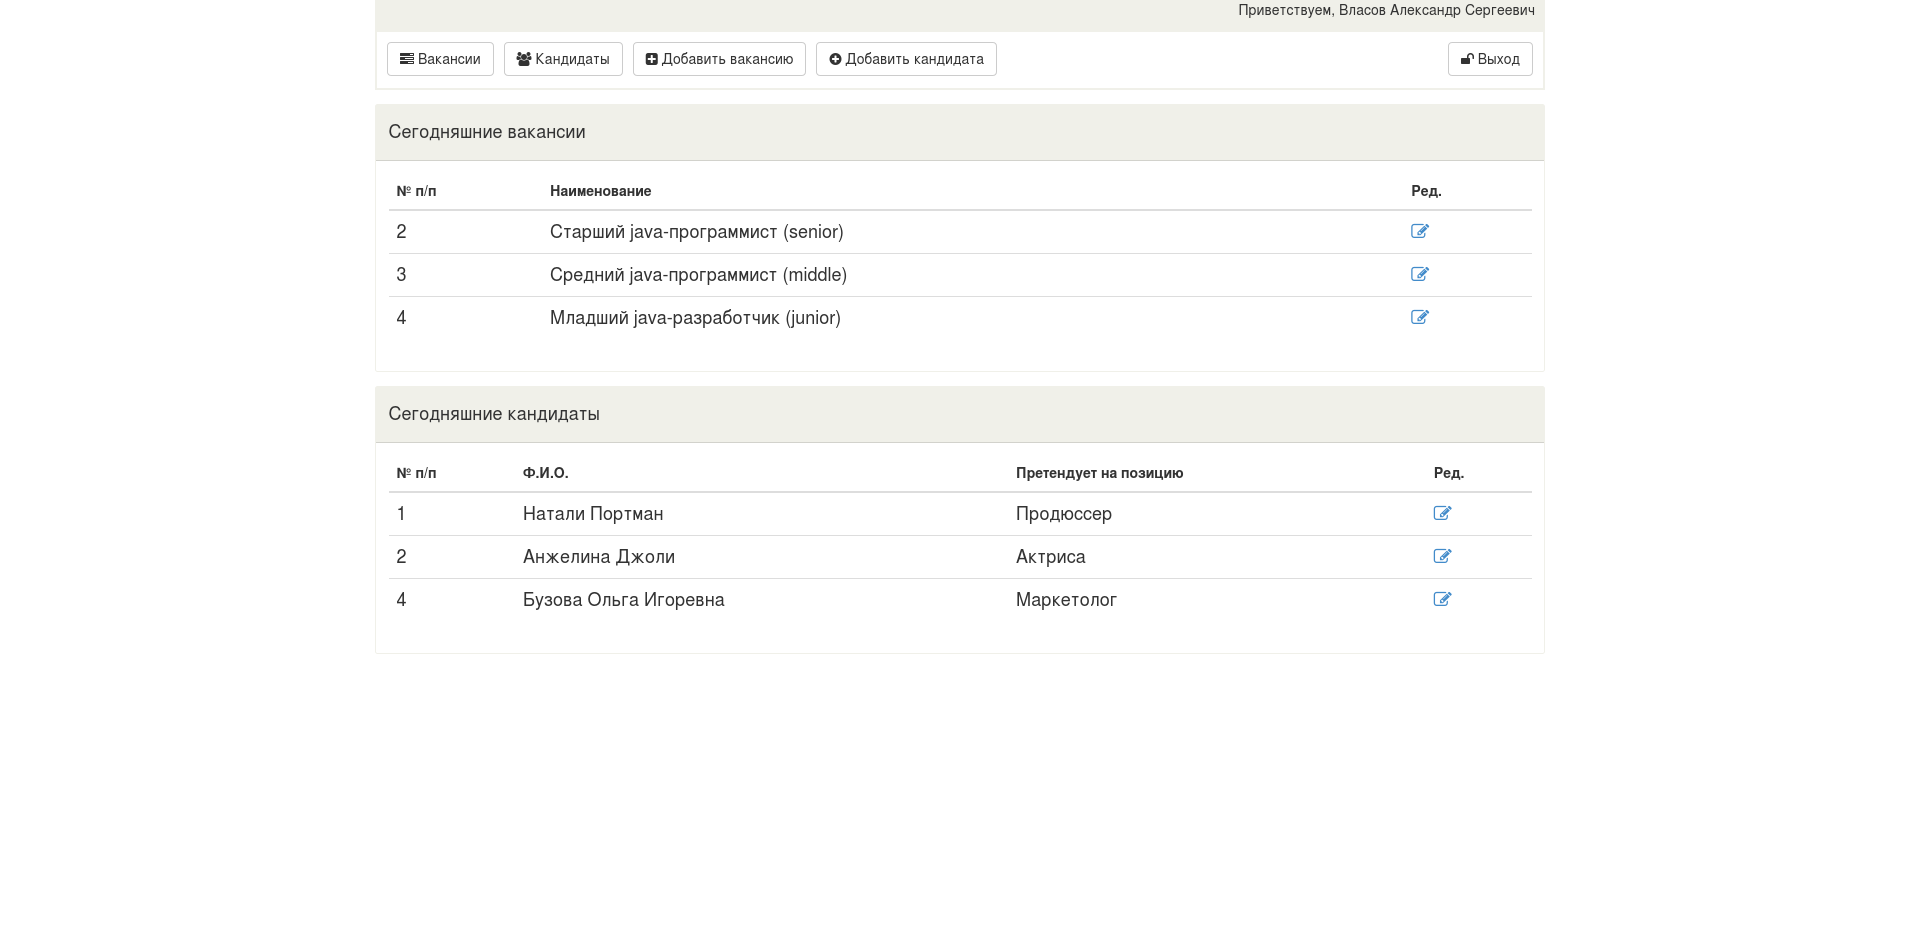 Приветствуем, Власов Александр Сергеевич
Вакансии Кандидаты Добавить вакансию Добавить кандидата Выход
Сегодняшние вакансии
№ п/п Наименование Ред.
2 Старший java-программист (senior)
3 Средний java-программист (middle)
4 Младший java-разработчик (junior)
Сегодняшние кандидаты
№ п/п Ф.И.О. Претендует на позицию Ред.
1 Натали Портман Продюссер
2 Анжелина Джоли Актриса
4 Бузова Ольга Игоревна Маркетолог